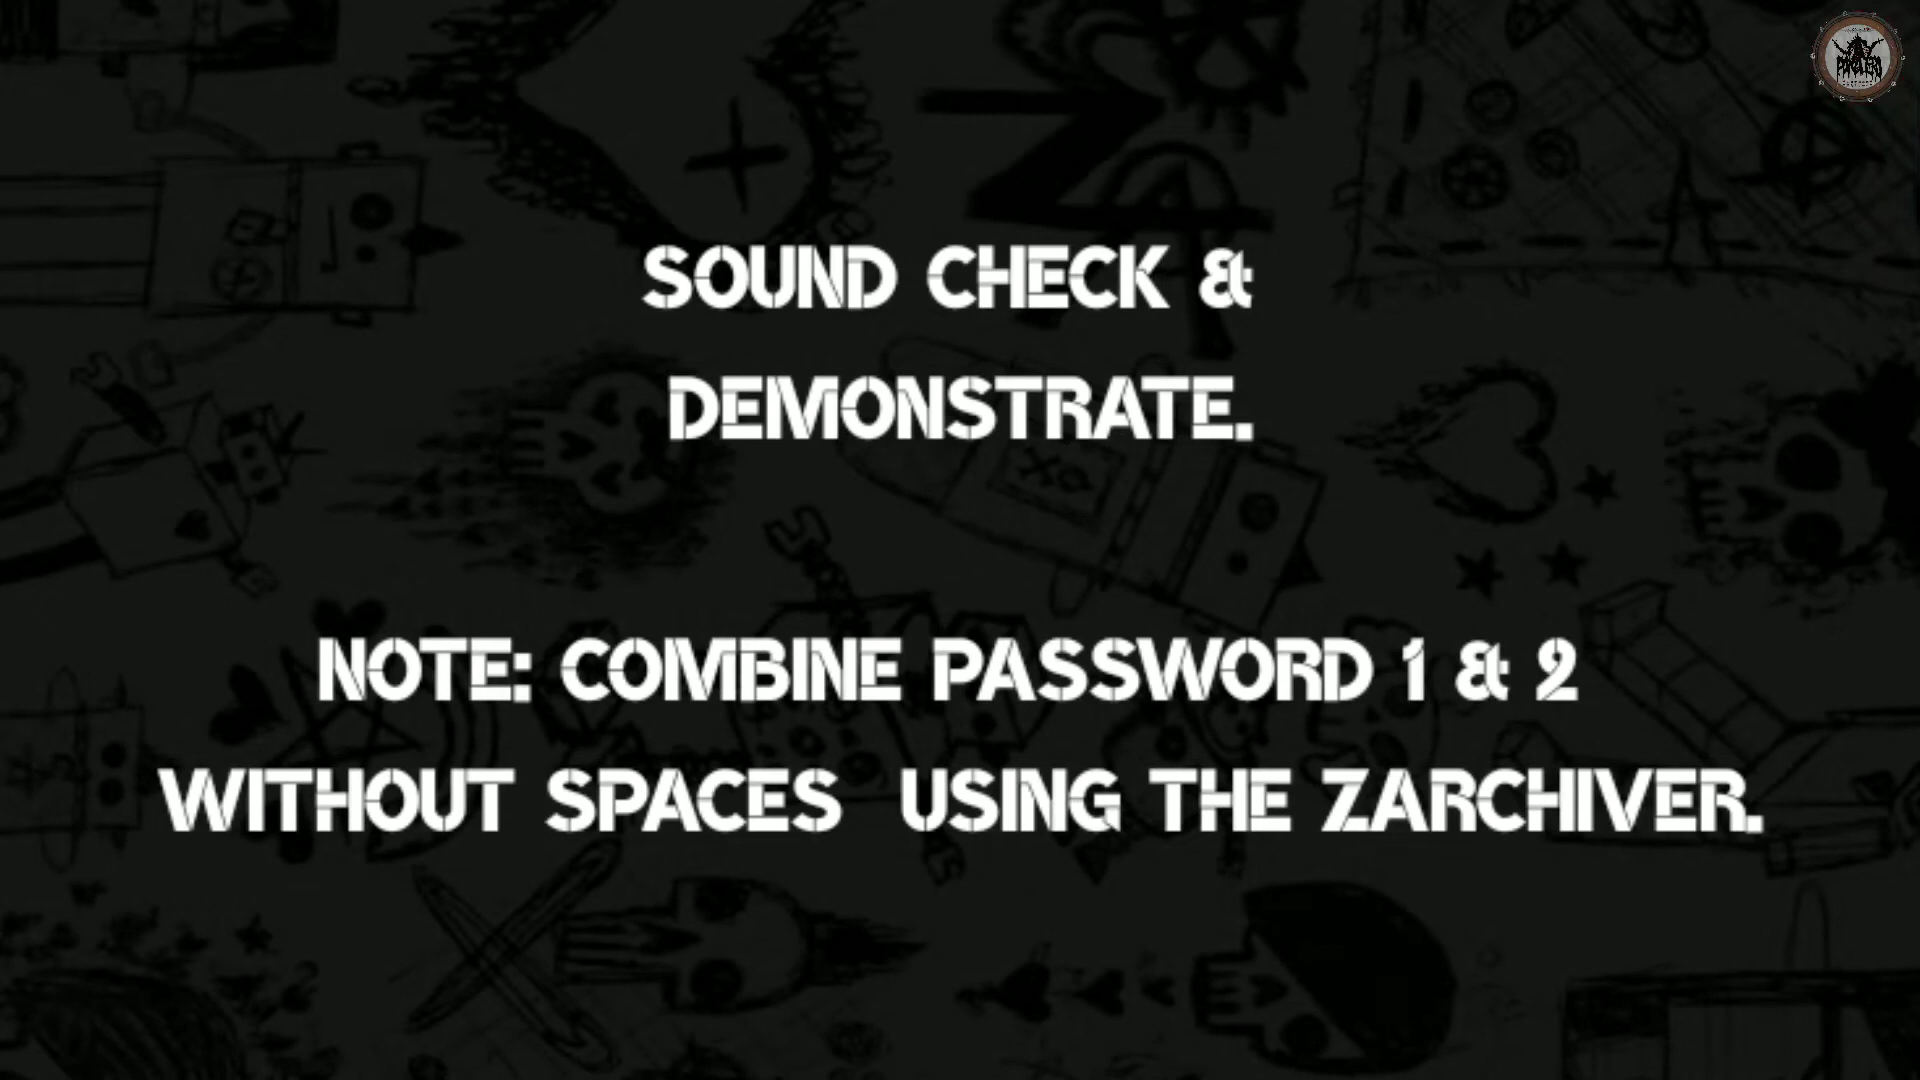 SOUND CHECK &
DEMONSTRATE.
NOTE: COMBINE PASSWORD 1 & 2
WITHOUT SPACES  USING THE ZARCHIVER.